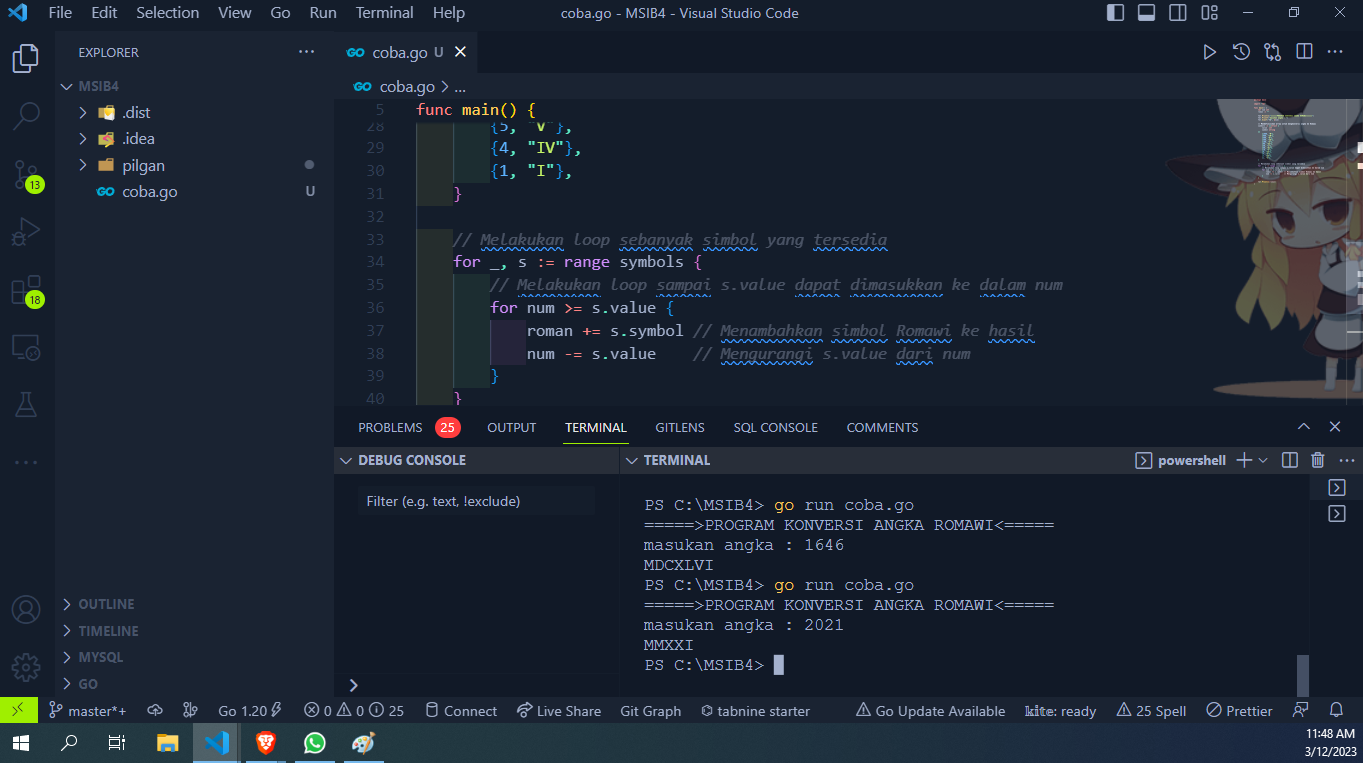 File Edit Selection View Go Run Terminal Help
coba.go - MSIB4 - Visual Studio Code
EXPLORER
MSIB4
.dist
.idea
pilgan
coba.go U
13
18
OUTLINE
TIMELINE
MYSQL
GO
coba.go U
coba.go > ...
5 func main() {
28 {5, "V"},
29 {4, "IV"},
30 {1, "I"},
31 }
32
33 // Melakukan loop sebanyak simbol yang tersedia
34 for _, s := range symbols {
35 // Melakukan loop sampai s.value dapat dimasukkan ke dalam num
36 for num >= s.value {
37 roman += s.symbol // Menambahkan simbol Romawi ke hasil
38 num -= s.value // Mengurangi s.value dari num
39 }
40 }
PROBLEMS 25 OUTPUT TERMINAL GITLENS SQL CONSOLE COMMENTS
DEBUG CONSOLE
Filter (e.g. text, !exclude)
TERMINAL
powershell
PS C:\MSIB4> go run coba.go
=====>PROGRAM KONVERSI ANGKA ROMAWI<=====
masukan angka : 1646
MDCXLVI
PS C:\MSIB4> go run coba.go
=====>PROGRAM KONVERSI ANGKA ROMAWI<=====
masukan angka : 2021
MMXXI
PS C:\MSIB4>
master*+ Go 1.20 0 0 25 Connect Live Share Git Graph tabnine starter Go Update Available kite: ready 25 Spell Prettier
11:48 AM
3/12/2023